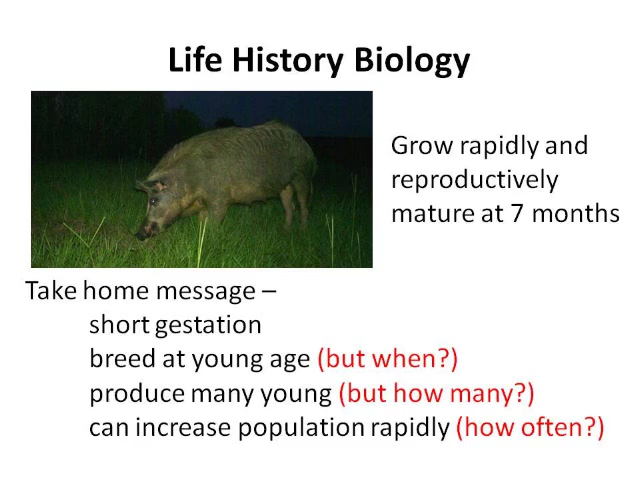 Life History Biology
Grow rapidly and
reproductively
mature at 7 months
Take home message –
short gestation
breed at young age (but when?)
produce many young (but how many?)
can increase population rapidly (how often?)